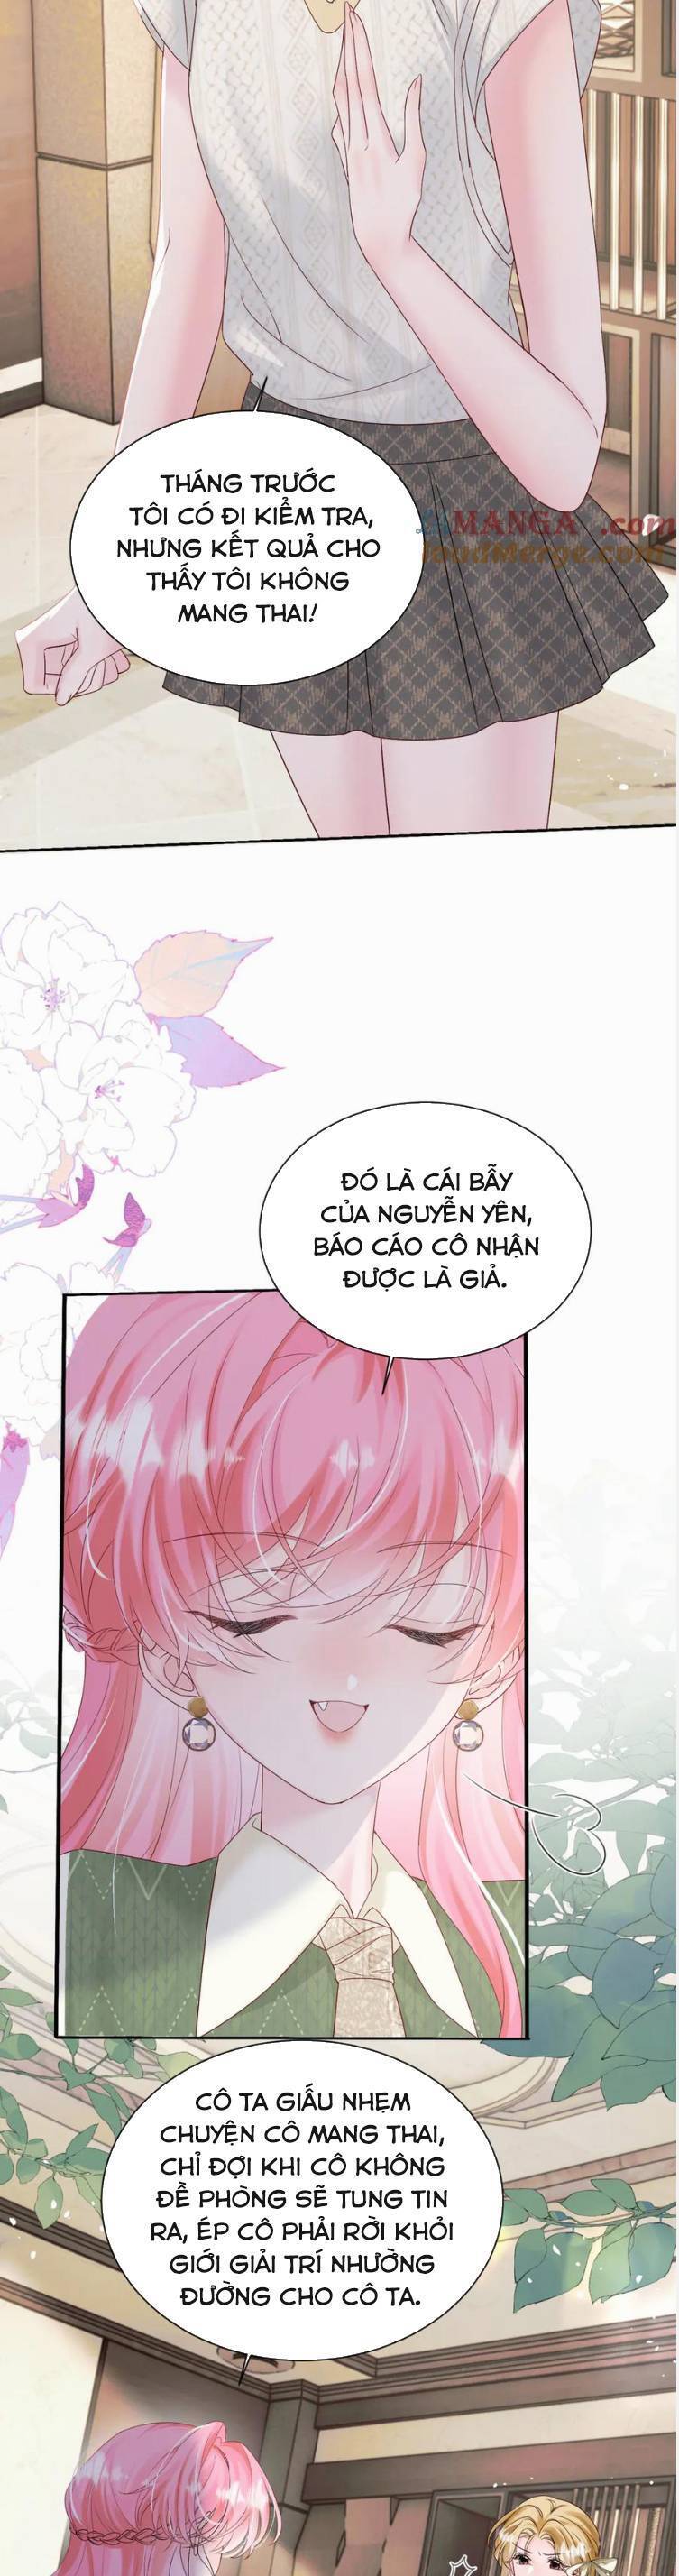 THÁNG TRƯỚC
TÔI CÓ ĐI KIỂM TRA,
NHƯNG KẾT QUẢ CHO
THẤY TÔI KHÔNG
MANG THAI!
MANGA .com
ĐÓ LÀ CÁI BẪY
CỦA NGUYỄN YÊN,
BÁO CÁO CÔ NHẬN
ĐƯỢC LÀ GIẢ.
CÔ TA GIẤU NHẸM
CHUYỆN CÔ MANG THAI,
CHỈ ĐỢI KHI CÔ KHÔNG
ĐỀ PHÒNG SẼ TUNG TIN
RA, ÉP CÔ PHẢI RỜI KHỎI
GIỚI GIẢI TRÍ NHƯỜNG
ĐƯỜNG CHO CÔ TA.